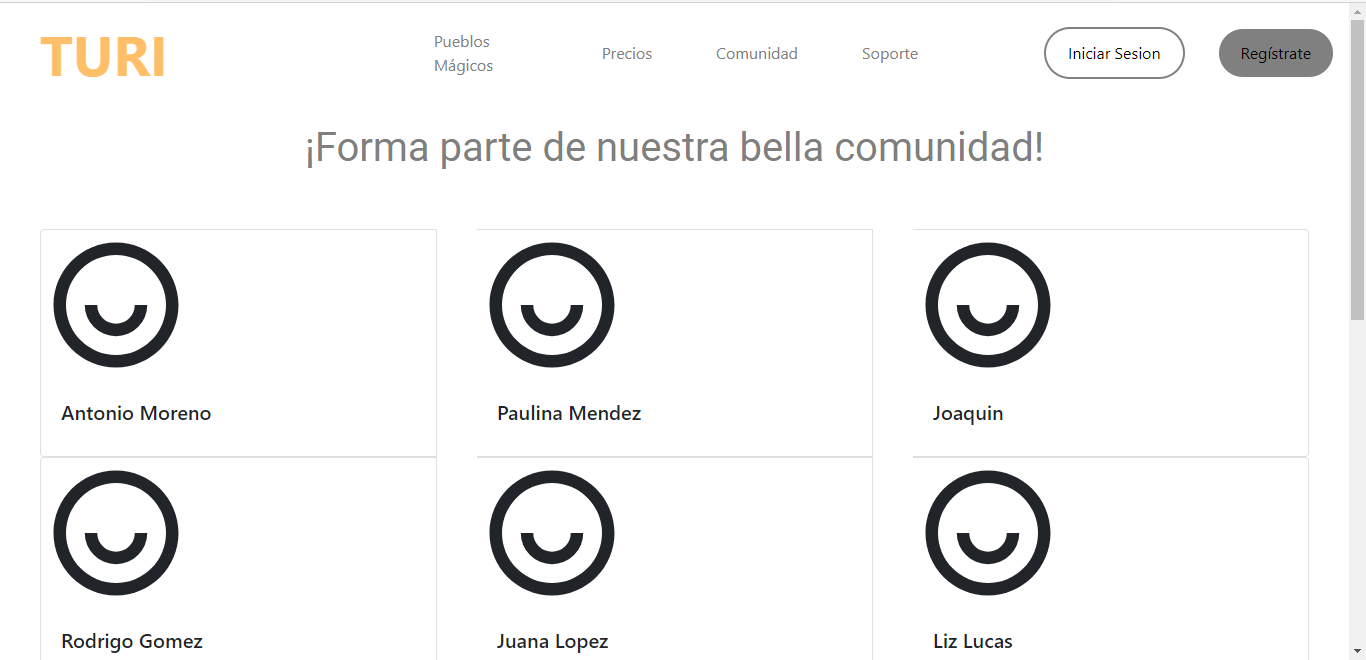 TURI
Pueblos
Mágicos
Precios
Comunidad
Soporte
Iniciar Sesion
Regístrate
¡Forma parte de nuestra bella comunidad!
Antonio Moreno
Paulina Mendez
Joaquin
Rodrigo Gomez
Juana Lopez
Liz Lucas